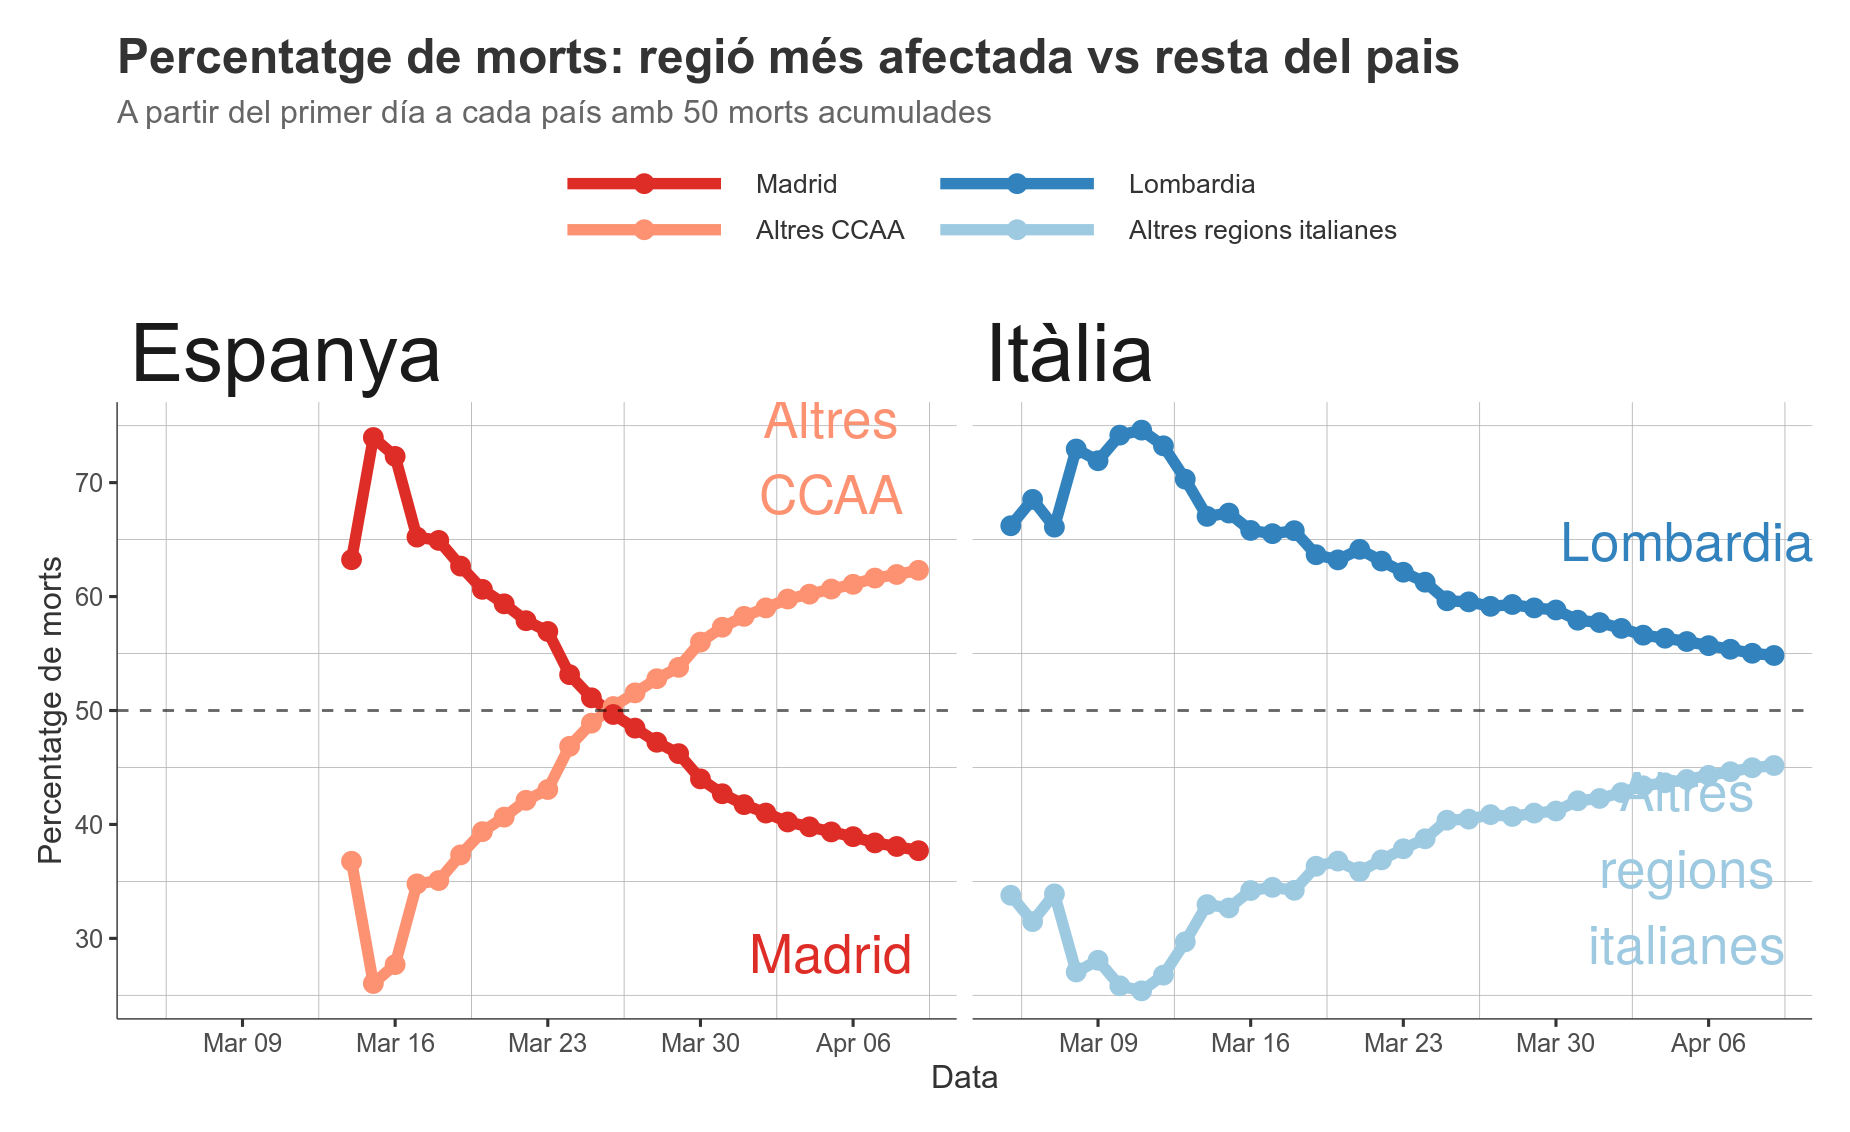 Percentatge de morts: regió més afectada vs resta del pais
A partir del primer día a cada país amb 50 morts acumulades
Madrid
Lombardia
Altres CCAA
Altres regions italianes
Espanya
Itàlia
Altres
CCAA
Madrid
Lombardia
Altres
regions
italianes
Percentatge de morts
70
60
50
40
30
Mar 09
Mar 16
Mar 23
Mar 30
Apr 06
Mar 09
Mar 16
Mar 23
Mar 30
Apr 06
Data